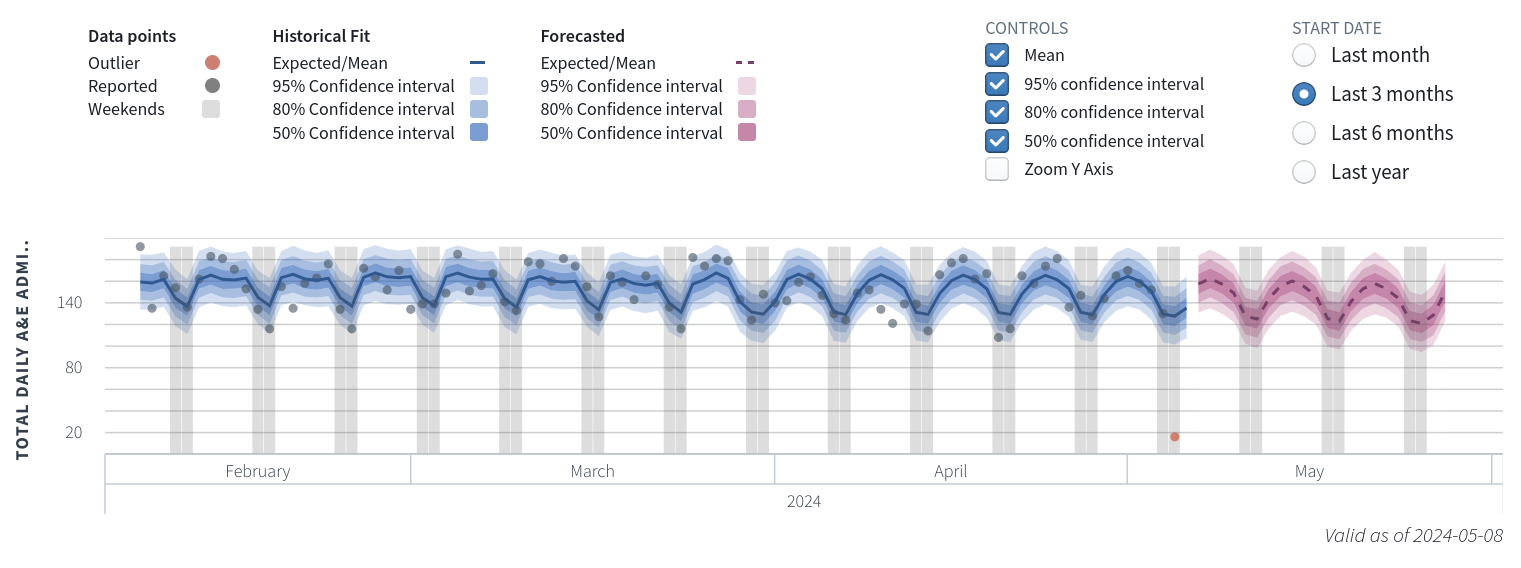 Data points
Outlier
Reported
Weekends
Historical Fit
Expected/Mean
95% Confidence interval
80% Confidence interval
50% Confidence interval
Forecasted
Expected/Mean
95% Confidence interval
80% Confidence interval
50% Confidence interval
CONTROLS
Mean
95% confidence interval
80% confidence interval
50% confidence interval
Zoom Y Axis
START DATE
Last month
Last 3 months
Last 6 months
Last year
TOTAL DAILY A&E ADMI..
140
80
20
February March April May
2024
Valid as of 2024-05-08